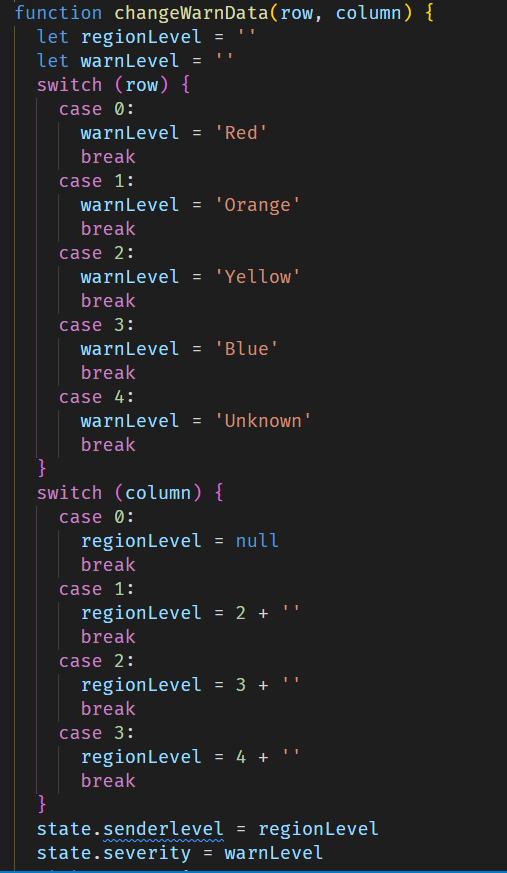 function changeWarnData(row, column) {
let regionLevel = ''
let warnLevel = ''
switch (row) {
case 0:
warnLevel = 'Red'
break
case 1:
warnLevel = 'Orange'
break
case 2:
warnLevel = 'Yellow'
break
case 3:
warnLevel = 'Blue'
break
case 4:
warnLevel = 'Unknown'
break
}
switch (column) {
case 0:
regionLevel = null
break
case 1:
regionLevel = 2 + ''
break
case 2:
regionLevel = 3 + ''
break
case 3:
regionLevel = 4 + ''
break
}
state.senderlevel = regionLevel
state.severity = warnLevel